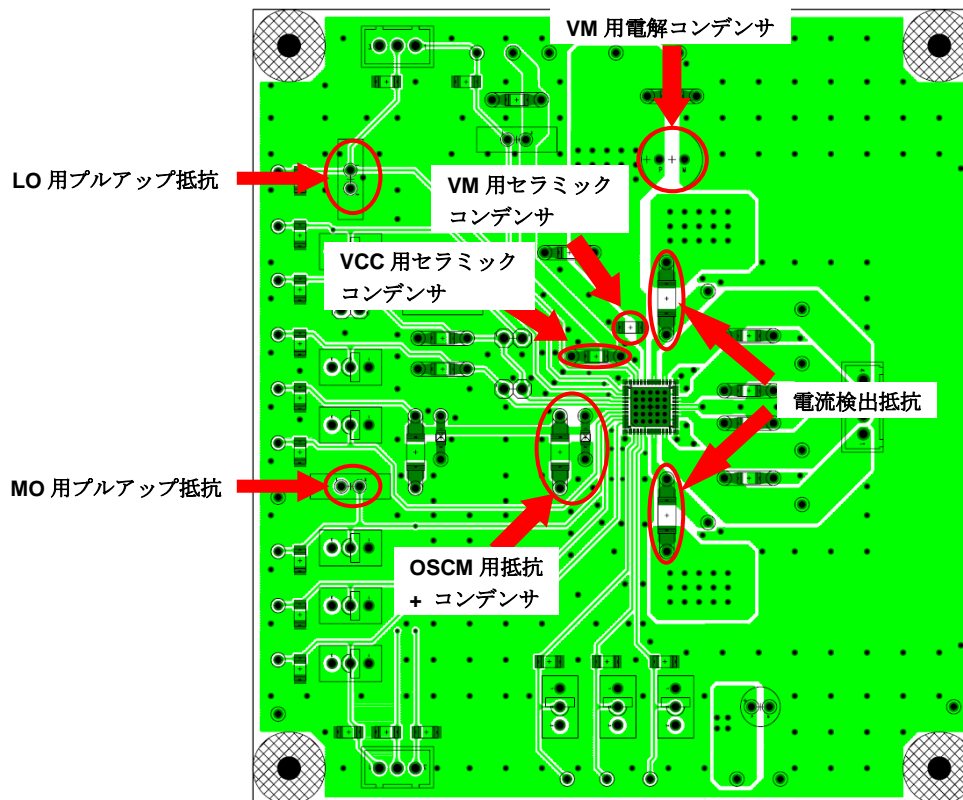 VM 用電解コンデンサ
LO 用プルアップ抵抗
VM 用セラミック
コンデンサ
VCC 用セラミック
コンデンサ
電流検出抵抗
MO 用プルアップ抵抗
OSCM 用抵抗
+ コンデンサ